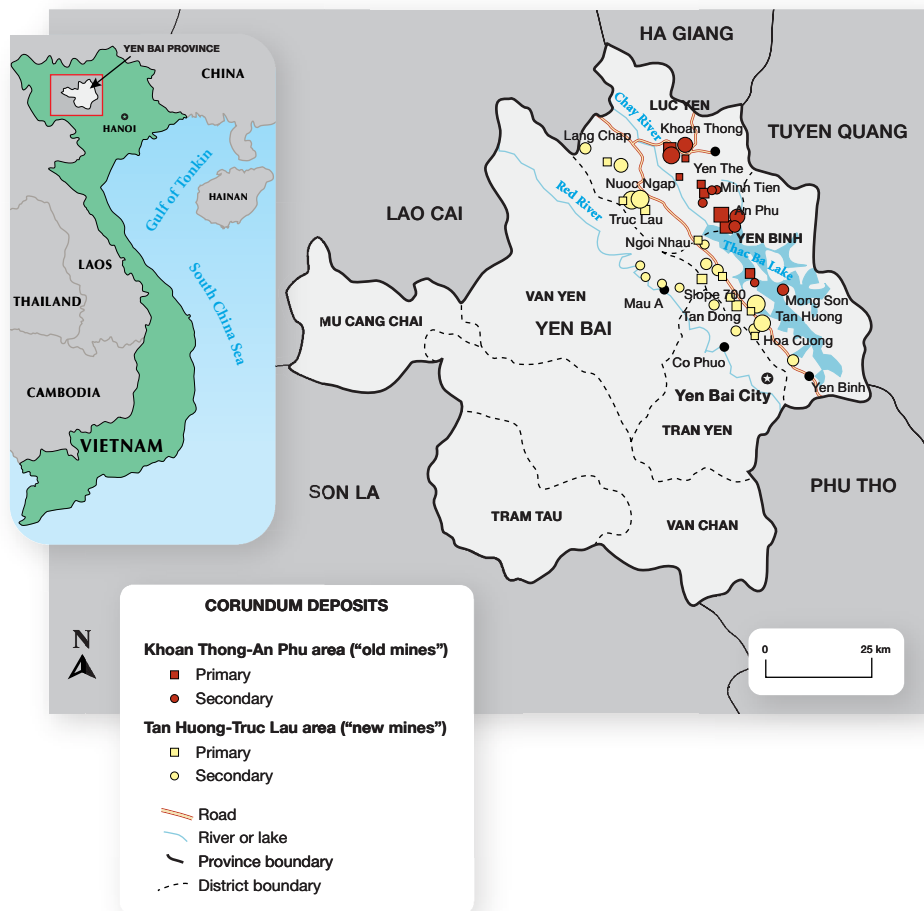 YEN BAI PROVINCE
CHINA
HANOI
Gulf of Tonkin
HAINAN
LAOS
THAILAND
South China Sea
CAMBODIA
VIETNAM
HA GIANG
TUYEN QUANG
LAO CAI
SON LA
PHU THO
LUC YEN
Chay River
Khoan Thong
Lang Chap
Yen The
Nuoc Ngap
Minh Tien
Red River
Truc Lau
An Phu
Ngoi Nhau
YEN BINH
Thac Ba Lake
VAN YEN
Mau A
Slope 700
Mong Son
MU CANG CHAI
YEN BAI
Tan Dong
Tan Huong
Hoa Cuong
Co Phuo
Yen Binh
Yen Bai City
TRAN YEN
TRAM TAU
VAN CHAN
N
0
25 km
CORUNDUM DEPOSITS
Khoan Thong-An Phu area (“old mines”)
Primary
Secondary
Tan Huong-Truc Lau area (“new mines”)
Primary
Secondary
Road
River or lake
Province boundary
District boundary